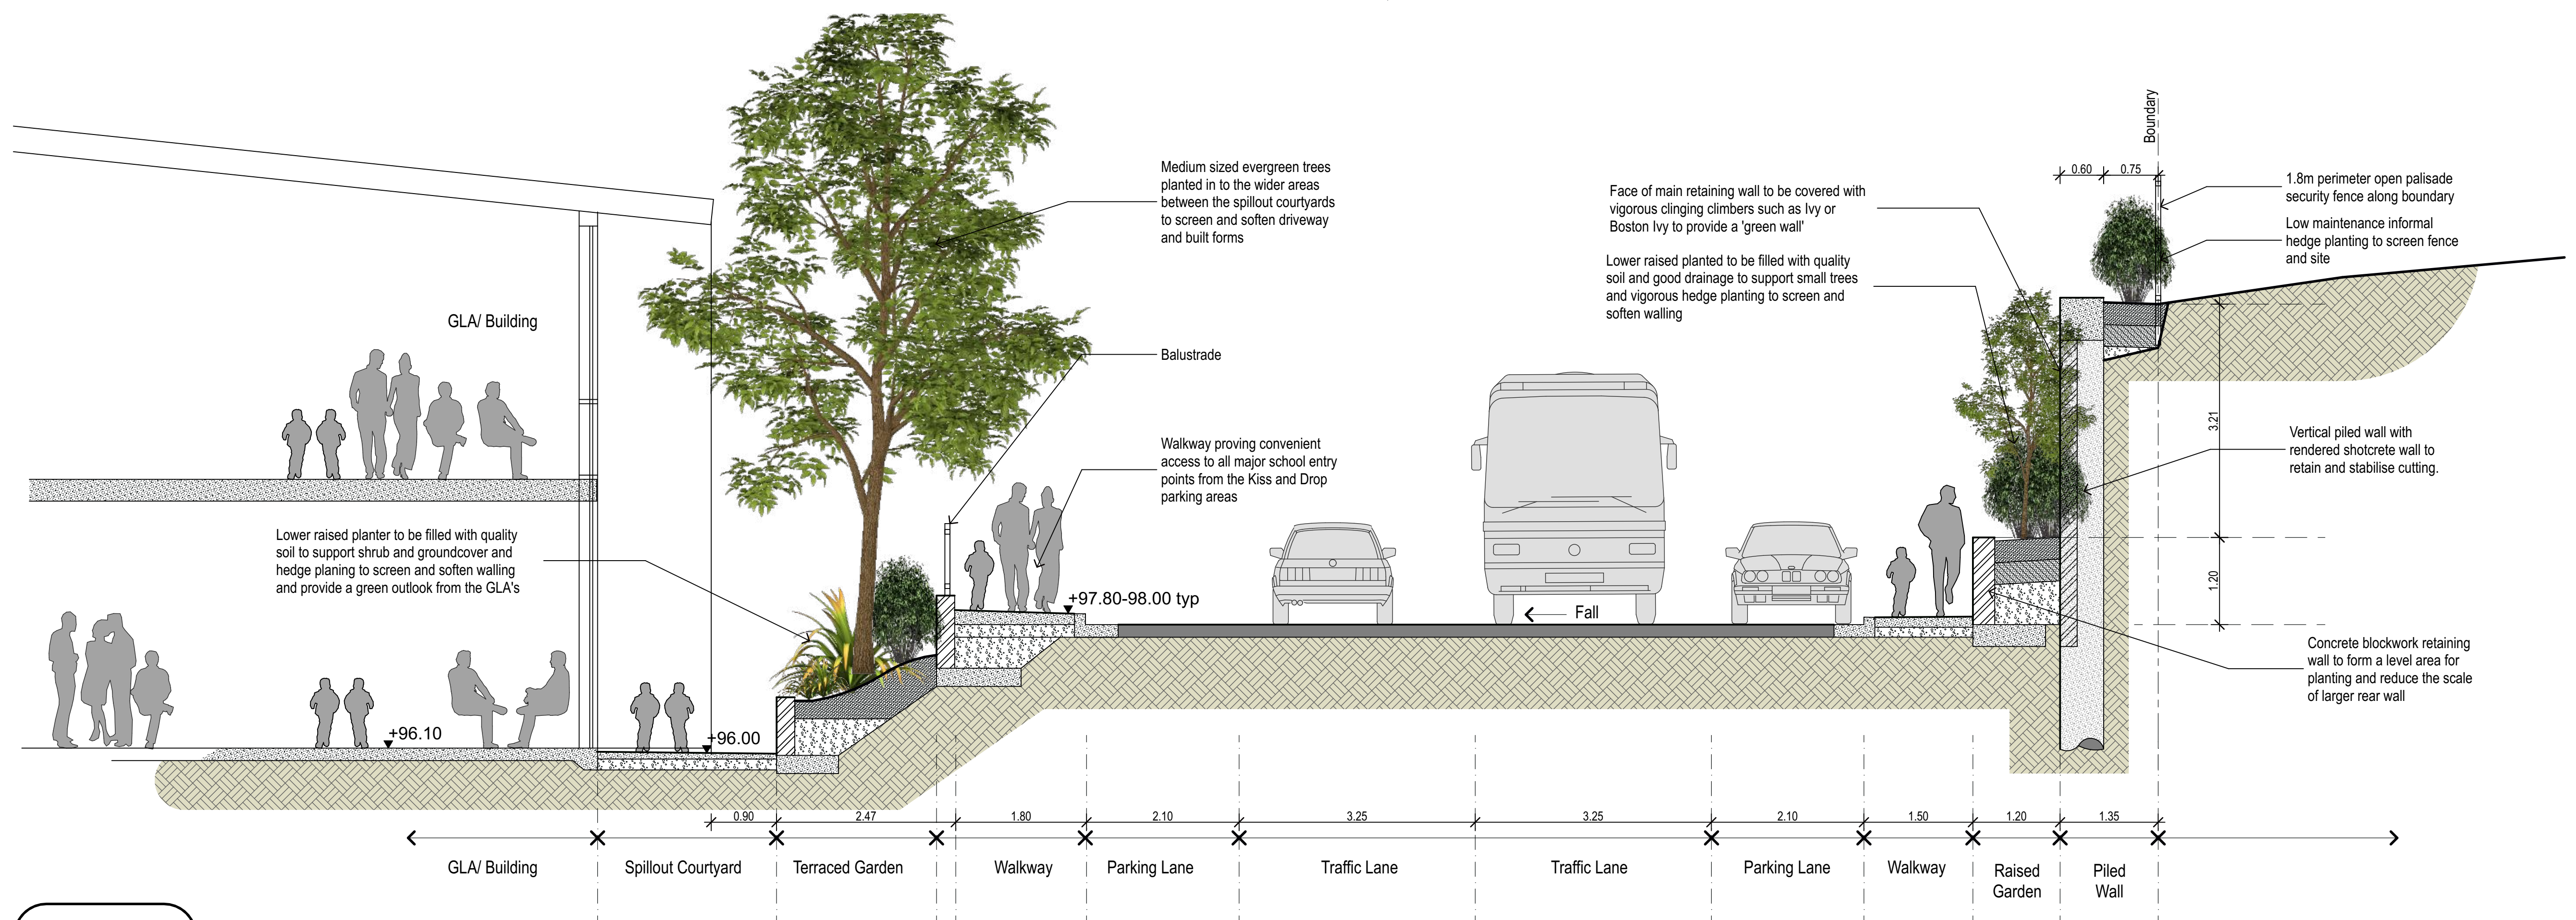 Boundary
0.60
0.75
Medium sized evergreen trees
planted in to the wider areas
between the spillout courtyards
to screen and soften driveway
and built forms
Face of main retaining wall to be covered with
vigorous clinging climbers such as Ivy or
Boston Ivy to provide a 'green wall'
1.8m perimeter open palisade
security fence along boundary
Low maintenance informal
hedge planting to screen fence
and site
Lower raised planted to be filled with quality
soil and good drainage to support small trees
and vigorous hedge planting to screen and
soften walling
GLA/ Building
Balustrade
3.21
Walkway proving convenient
access to all major school entry
points from the Kiss and Drop
parking areas
Vertical piled wall with
rendered shotcrete wall to
retain and stabilise cutting.
Lower raised planter to be filled with quality
soil to support shrub and groundcover and
hedge planing to screen and soften walling
and provide a green outlook from the GLA's
1.20
+97.80-98.00 typ
Fall
Concrete blockwork retaining
wall to form a level area for
planting and reduce the scale
of larger rear wall
+96.10
+96.00
0.90
2.47
1.80
2.10
3.25
3.25
2.10
1.50
1.20
1.35
GLA/ Building
Spillout Courtyard
Terraced Garden
Walkway
Parking Lane
Traffic Lane
Traffic Lane
Parking Lane
Walkway
Raised
Garden
Piled
Wall